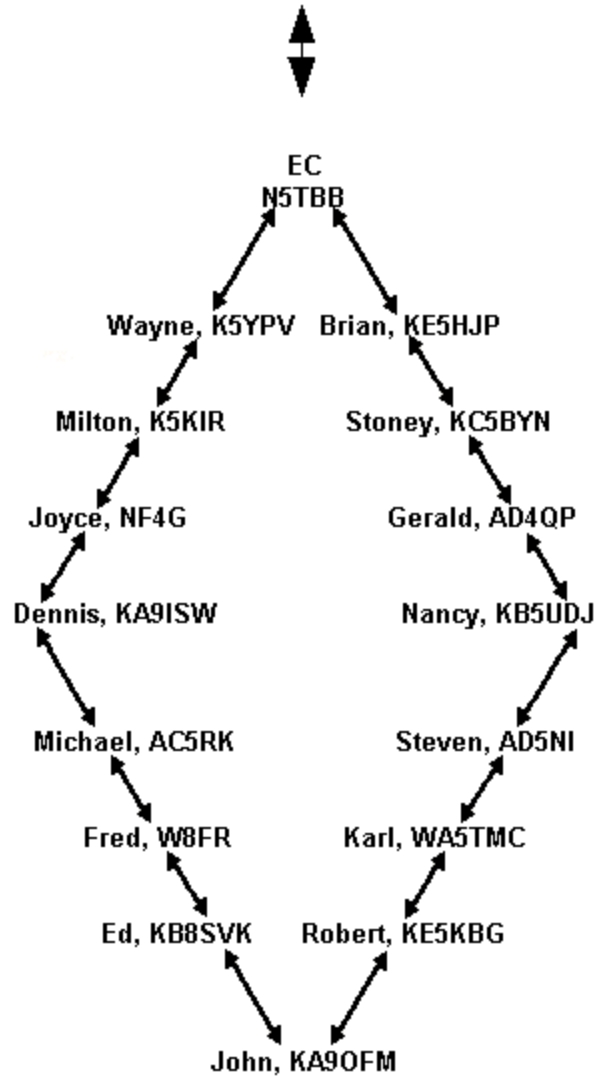 EC
N5TBB
Wayne, K5YPV Brian, KE5HJP
Milton, K5KIR Stoney, KC5BYN
Joyce, NF4G Gerald, AD4QP
Dennis, KA9ISW Nancy, KB5UDJ
Michael, AC5RK Steven, AD5NI
Fred, W8FR Karl, WA5TMC
Ed, KB8SVK Robert, KE5KBG
John, KA9OFM